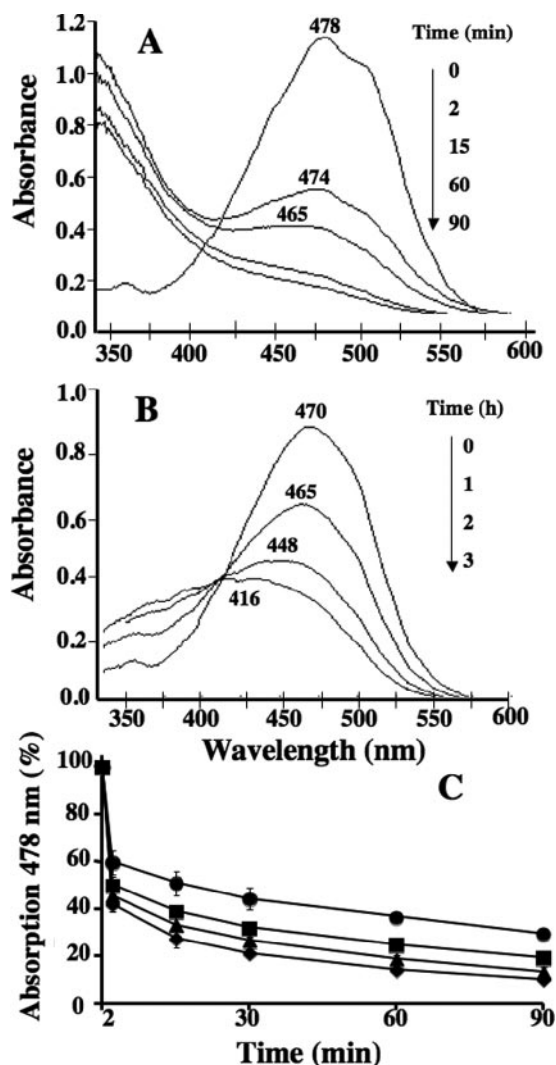 A
Absorbance
1.2
1.0
0.8
0.6
0.4
0.2
0.0
478
474
465
Time (min)
0
2
15
60
90
350 400 450 500 550 600
B
Absorbance
1.0
0.8
0.6
0.4
0.2
0.0
470
465
448
416
Time (h)
0
1
2
3
350 400 450 500 550 600
Wavelength (nm)
C
Absorption 478 nm (%)
100
80
60
40
20
0
2 30 60 90
Time (min)